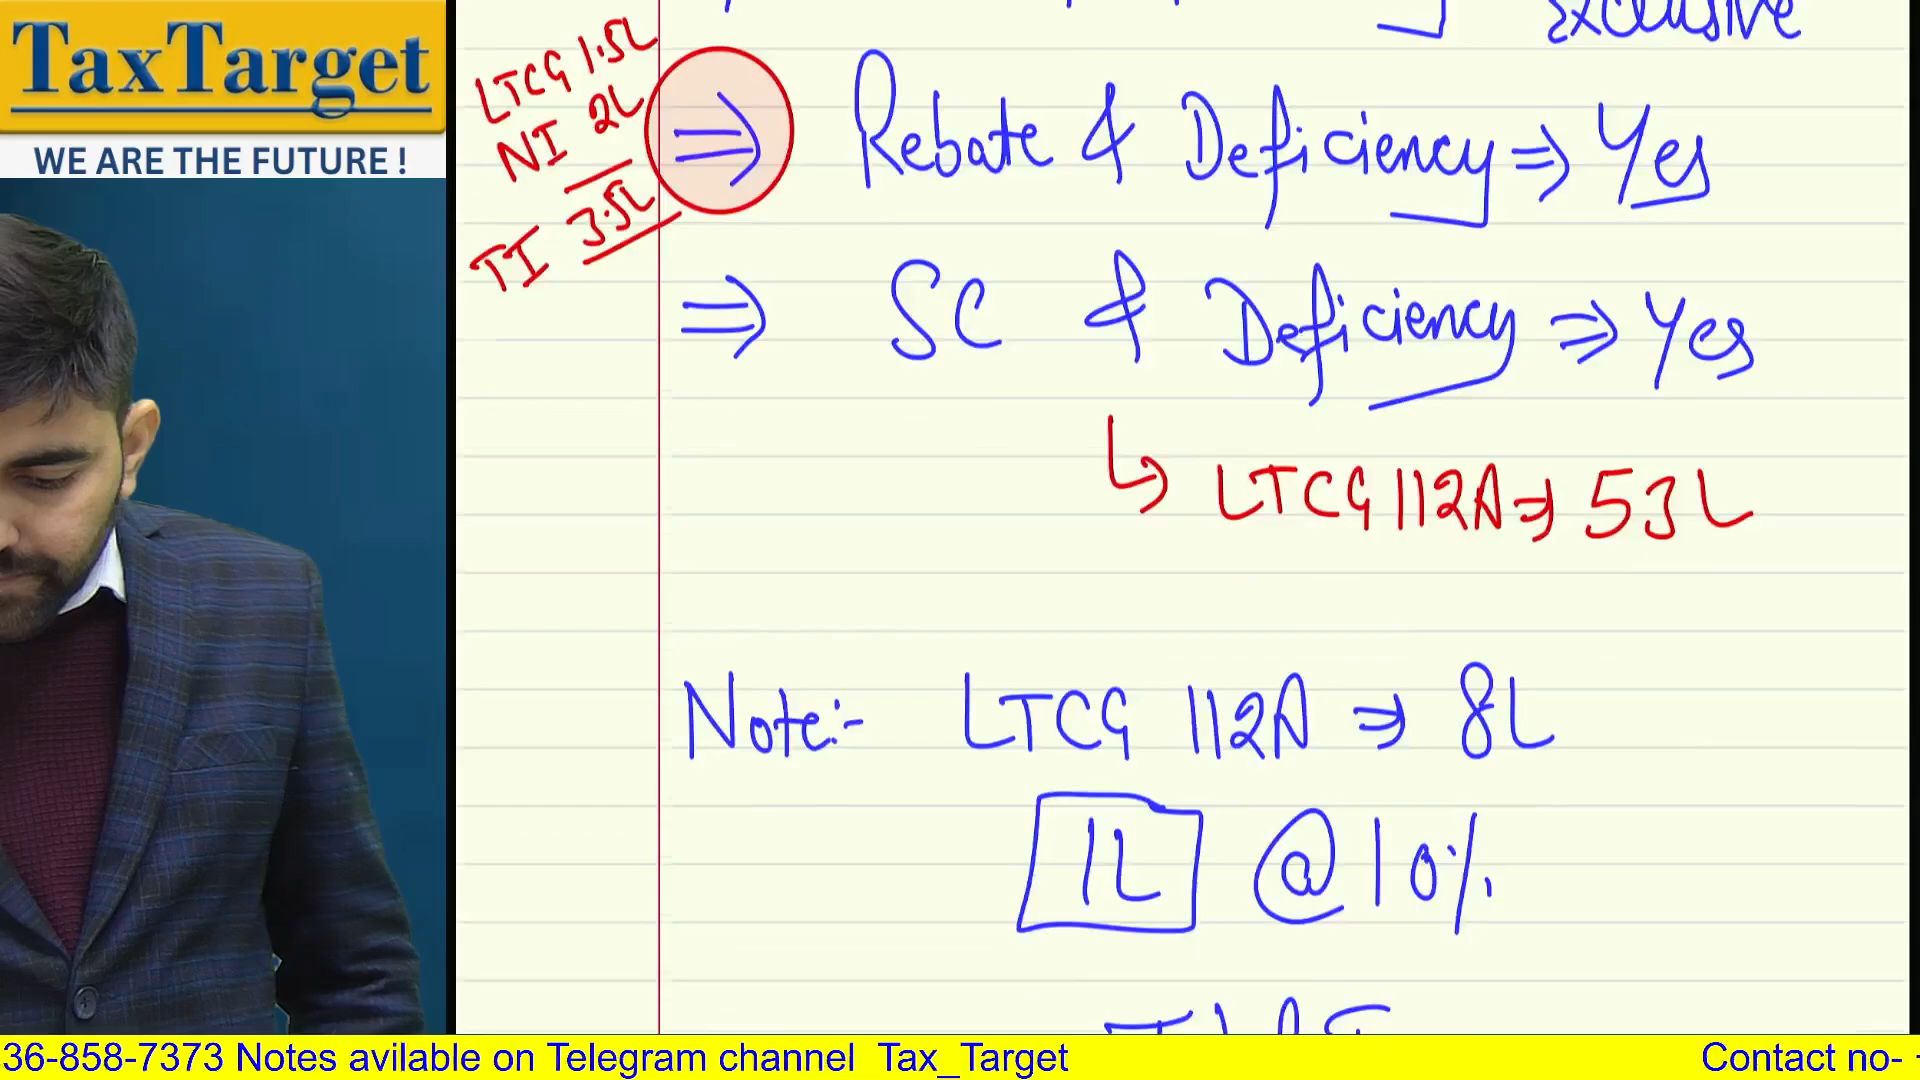 TaxTarget
WE ARE THE FUTURE !
Exclusive
LTCG 1.5L
NI 2L
TI 3.5L
⇒ Rebate & Deficiency ⇒ Yes
⇒ SC & Deficiency ⇒ Yes
↳ LTCG 112A ⇒ 53L
Note:- LTCG 112A ⇒ 8L
1L @ 10%
36-858-7373 Notes avilable on Telegram channel Tax_Target
Contact no-